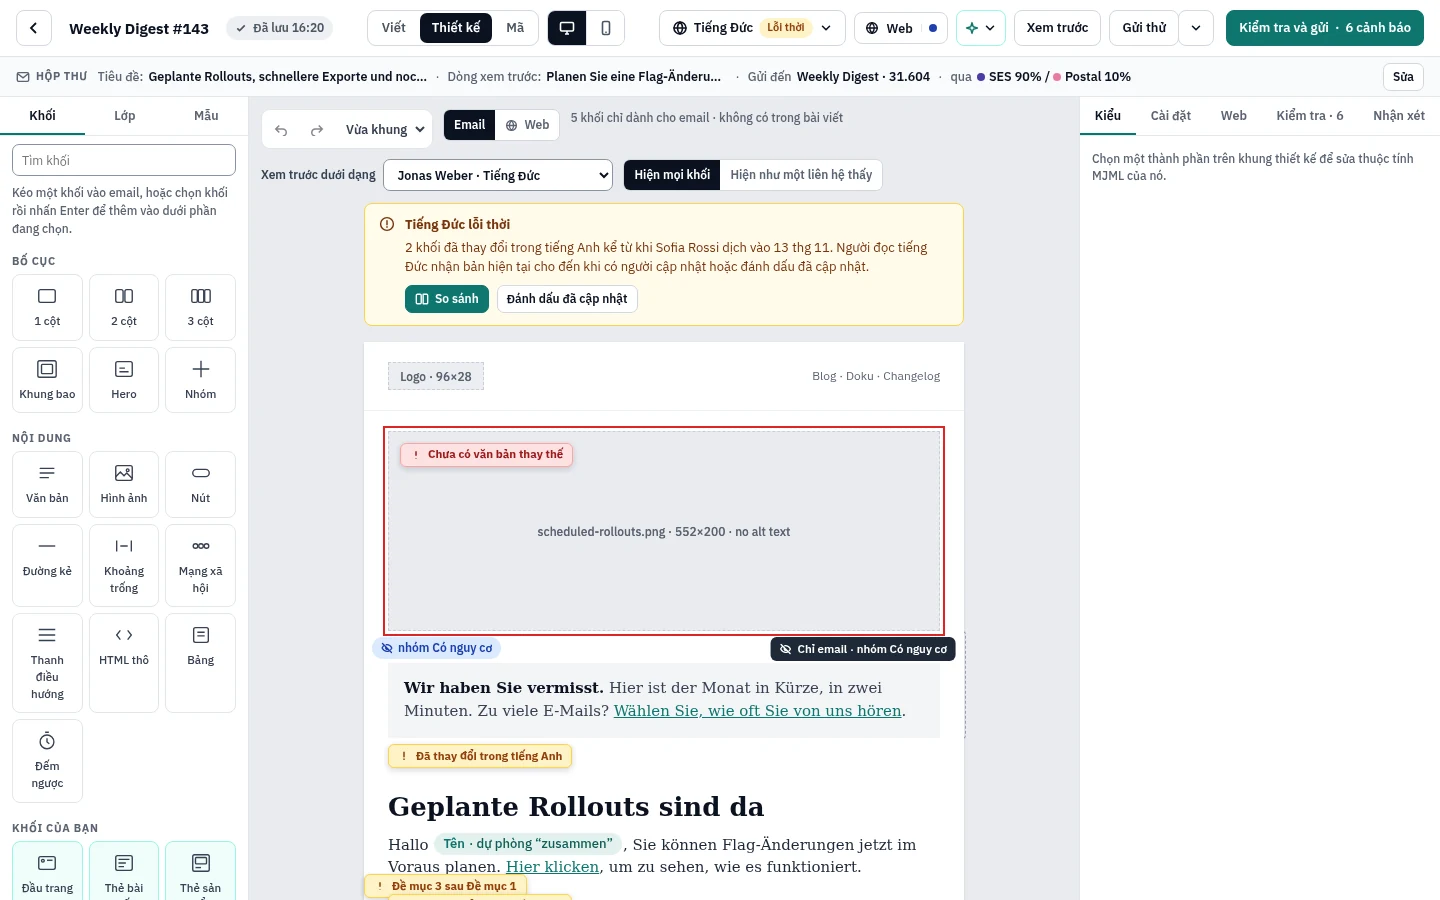 Weekly Digest #143
Đã lưu 16:20
Viết
Thiết kế
Mã
Tiếng Đức
Lỗi thời
Web
Xem trước
Gửi thử
Kiểm tra và gửi · 6 cảnh báo
HỘP THƯ
Tiêu đề: Geplante Rollouts, schnellere Exporte und noc...
· Dòng xem trước: Planen Sie eine Flag-Änderu...
· Gửi đến Weekly Digest · 31.604
· qua SES 90% / Postal 10%
Sửa
Khối
Lớp
Mẫu
Tìm khối
Kéo một khối vào email, hoặc chọn khối
rồi nhấn Enter để thêm vào dưới phần
đang chọn.
BỐ CỤC
1 cột
2 cột
3 cột
Khung bao
Hero
Nhóm
NỘI DUNG
Văn bản
Hình ảnh
Nút
Đường kẻ
Khoảng
trống
Mạng xã
hội
Thanh
điều
hướng
HTML thô
Bảng
Đếm
ngược
KHỐI CỦA BẠN
Đầu trang
Thẻ bài
Thẻ sản
Vừa khung
Email
Web
5 khối chỉ dành cho email · không có trong bài viết
Xem trước dưới dạng
Jonas Weber · Tiếng Đức
Hiện mọi khối
Hiện như một liên hệ thấy
Tiếng Đức lỗi thời
2 khối đã thay đổi trong tiếng Anh kể từ khi Sofia Rossi dịch vào 13 thg 11. Người đọc tiếng
Đức nhận bản hiện tại cho đến khi có người cập nhật hoặc đánh dấu đã cập nhật.
So sánh
Đánh dấu đã cập nhật
Logo · 96×28
Blog · Doku · Changelog
! Chưa có văn bản thay thế
scheduled-rollouts.png · 552×200 · no alt text
nhóm Có nguy cơ
Chỉ email · nhóm Có nguy cơ
Wir haben Sie vermisst. Hier ist der Monat in Kürze, in zwei
Minuten. Zu viele E-Mails? Wählen Sie, wie oft Sie von uns hören.
! Đã thay đổi trong tiếng Anh
Geplante Rollouts sind da
Hallo Tên · dự phòng “zusammen” , Sie können Flag-Änderungen jetzt im
Voraus planen. Hier klicken, um zu sehen, wie es funktioniert.
! Đề mục 3 sau Đề mục 1
Kiểu
Cài đặt
Web
Kiểm tra · 6
Nhận xét
Chọn một thành phần trên khung thiết kế để sửa thuộc tính
MJML của nó.